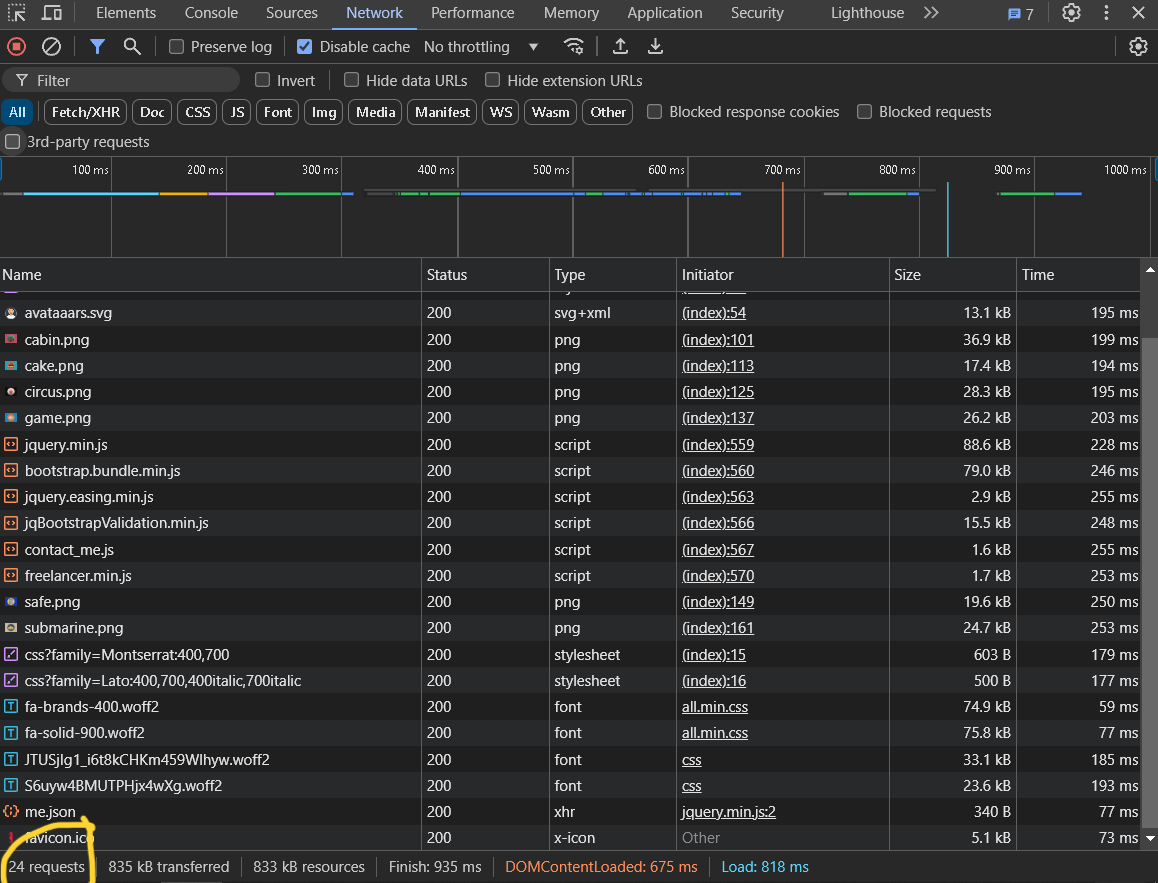 Elements Console Sources Network Performance Memory Application Security Lighthouse 7
Preserve log Disable cache No throttling
Filter Invert Hide data URLs Hide extension URLs
All Fetch/XHR Doc CSS JS Font Img Media Manifest WS Wasm Other Blocked response cookies Blocked requests
3rd-party requests
100 ms 200 ms 300 ms 400 ms 500 ms 600 ms 700 ms 800 ms 900 ms 1000 ms
Name Status Type Initiator Size Time
avataaars.svg 200 svg+xml (index):54 13.1 kB 195 ms
cabin.png 200 png (index):101 36.9 kB 199 ms
cake.png 200 png (index):113 17.4 kB 194 ms
circus.png 200 png (index):125 28.3 kB 195 ms
game.png 200 png (index):137 26.2 kB 203 ms
jquery.min.js 200 script (index):559 88.6 kB 228 ms
bootstrap.bundle.min.js 200 script (index):560 79.0 kB 246 ms
jquery.easing.min.js 200 script (index):563 2.9 kB 255 ms
jqBootstrapValidation.min.js 200 script (index):566 15.5 kB 248 ms
contact_me.js 200 script (index):567 1.6 kB 255 ms
freelancer.min.js 200 script (index):570 1.7 kB 253 ms
safe.png 200 png (index):149 19.6 kB 250 ms
submarine.png 200 png (index):161 24.7 kB 253 ms
css?family=Montserrat:400,700 200 stylesheet (index):15 603 B 179 ms
css?family=Lato:400,700,400italic,700italic 200 stylesheet (index):16 500 B 177 ms
fa-brands-400.woff2 200 font all.min.css 74.9 kB 59 ms
fa-solid-900.woff2 200 font all.min.css 75.8 kB 77 ms
JTUSjIg1_i6t8kCHKm459Wlhyw.woff2 200 font css 33.1 kB 185 ms
S6uyw4BMUTPHjx4wXg.woff2 200 font css 23.6 kB 193 ms
me.json 200 xhr jquery.min.js:2 340 B 77 ms
favicon.ico 200 x-icon Other 5.1 kB 73 ms
24 requests 835 kB transferred 833 kB resources Finish: 935 ms DOMContentLoaded: 675 ms Load: 818 ms